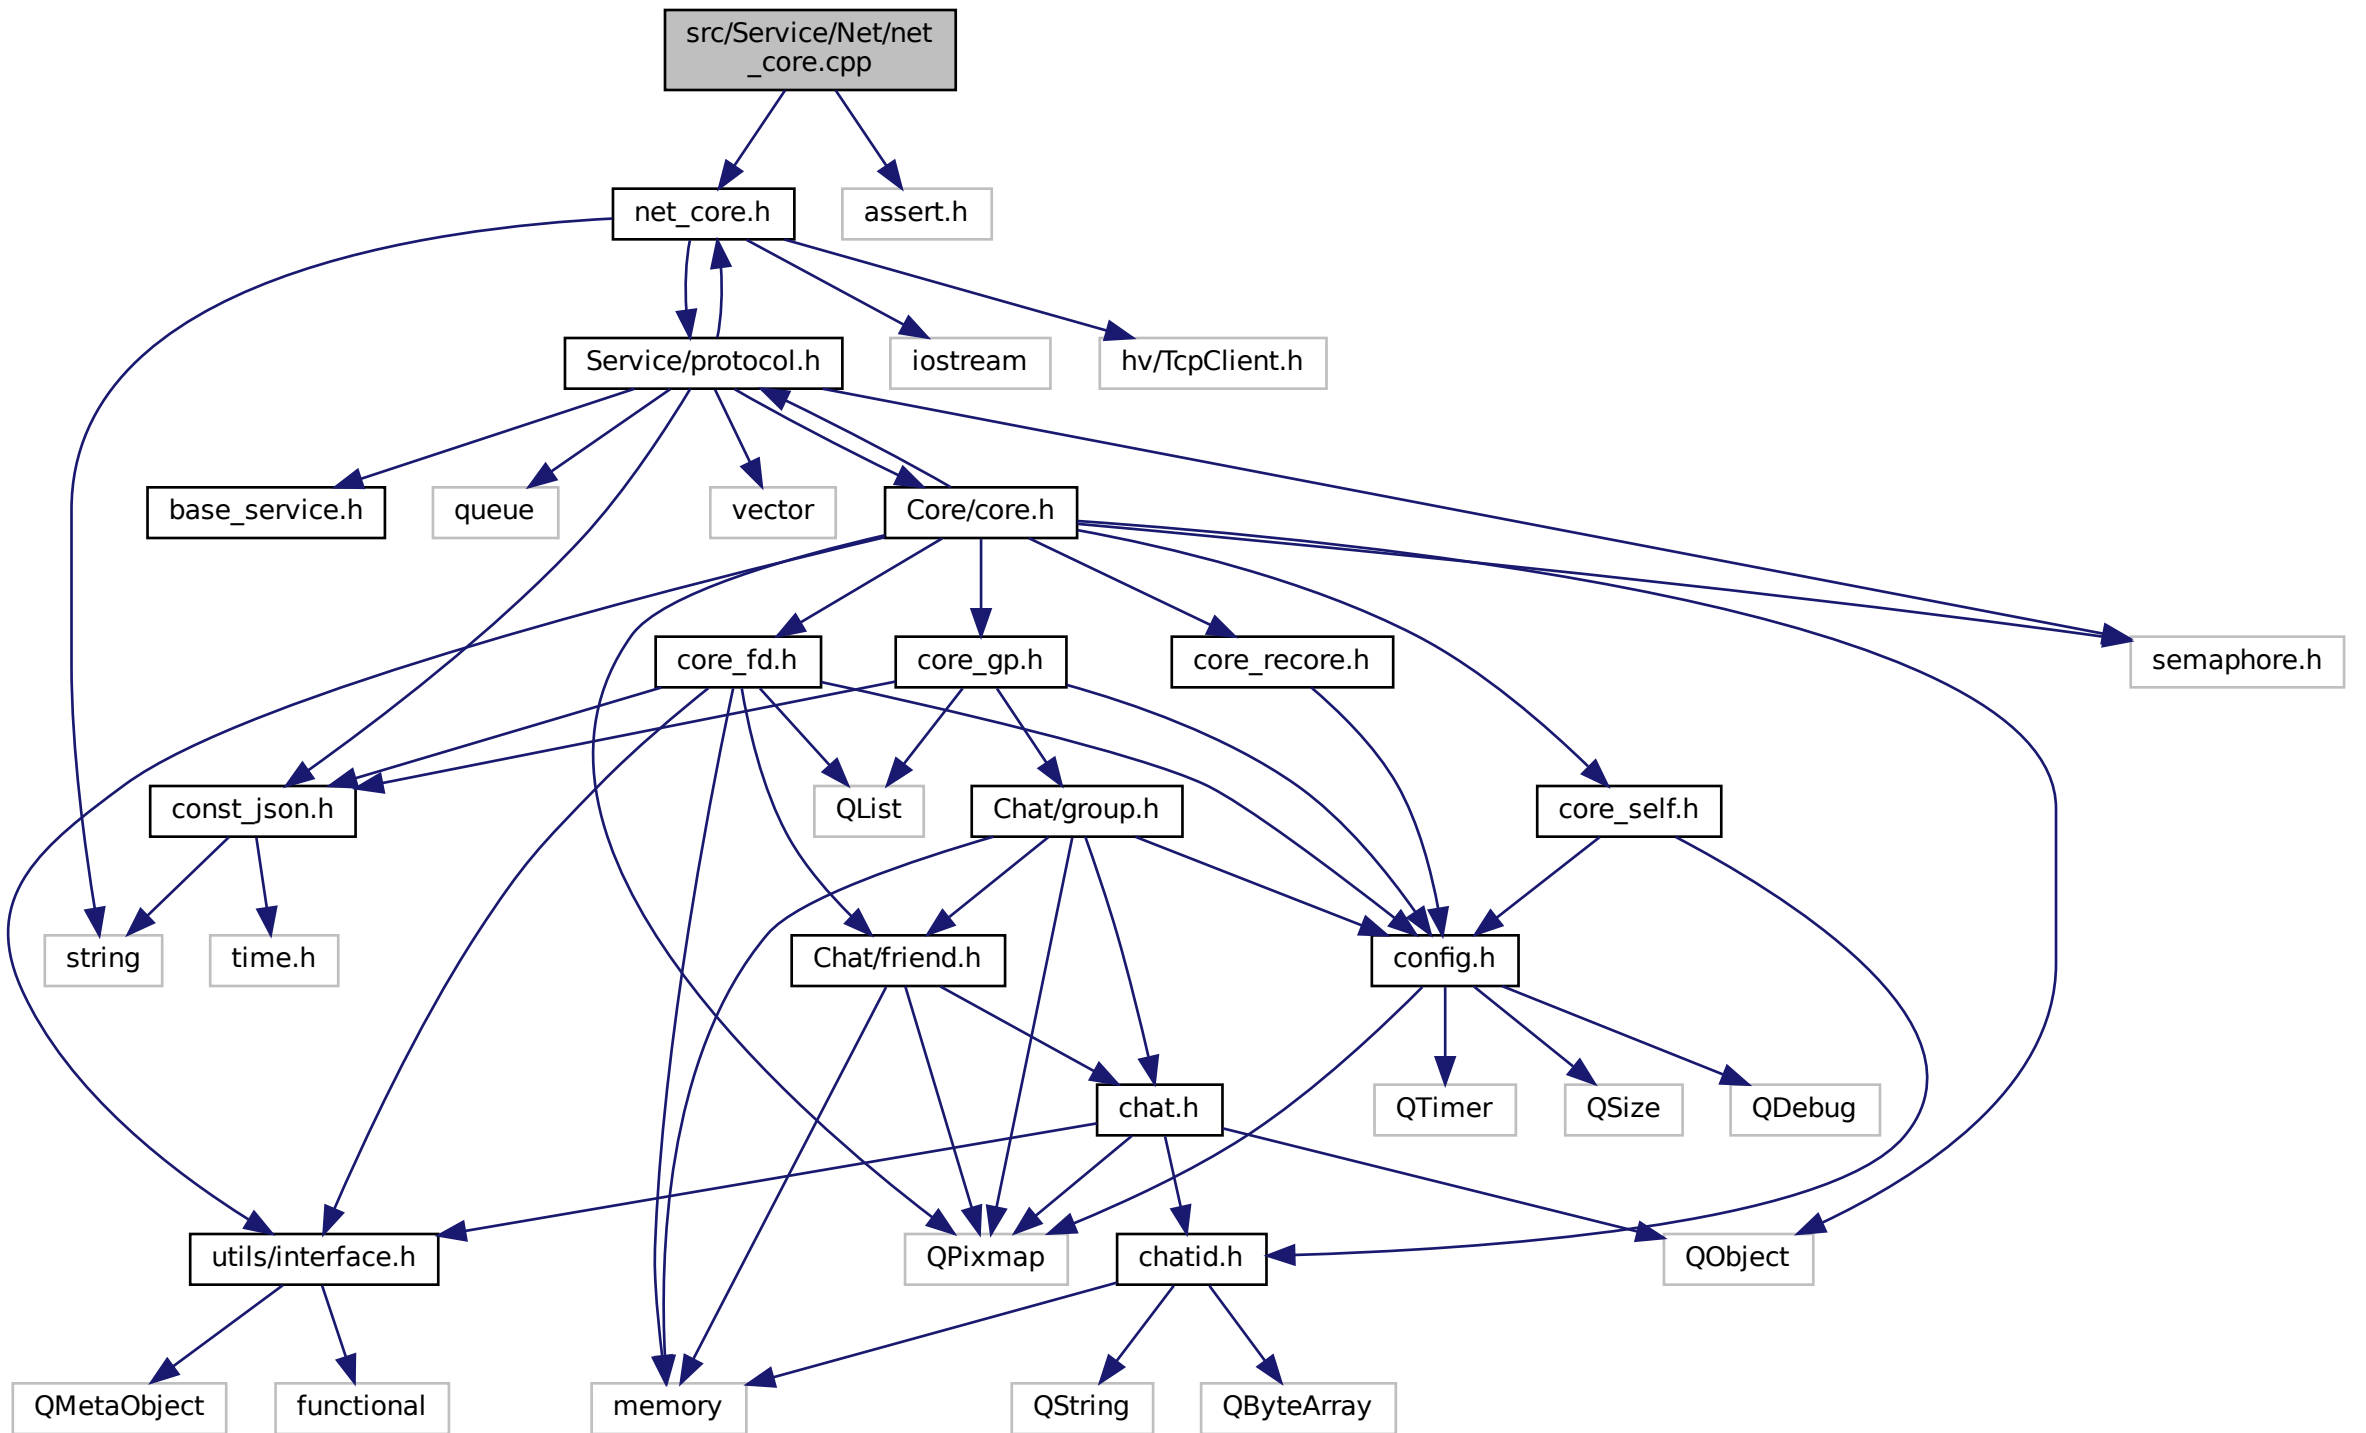 src/Service/Net/net
_core.cpp
net_core.h
assert.h
Service/protocol.h
iostream
hv/TcpClient.h
base_service.h
queue
vector
Core/core.h
core_fd.h
core_gp.h
core_recore.h
semaphore.h
const_json.h
QList
Chat/group.h
core_self.h
string
time.h
Chat/friend.h
config.h
chat.h
QTimer
QSize
QDebug
utils/interface.h
QPixmap
chatid.h
QObject
QMetaObject
functional
memory
QString
QByteArray